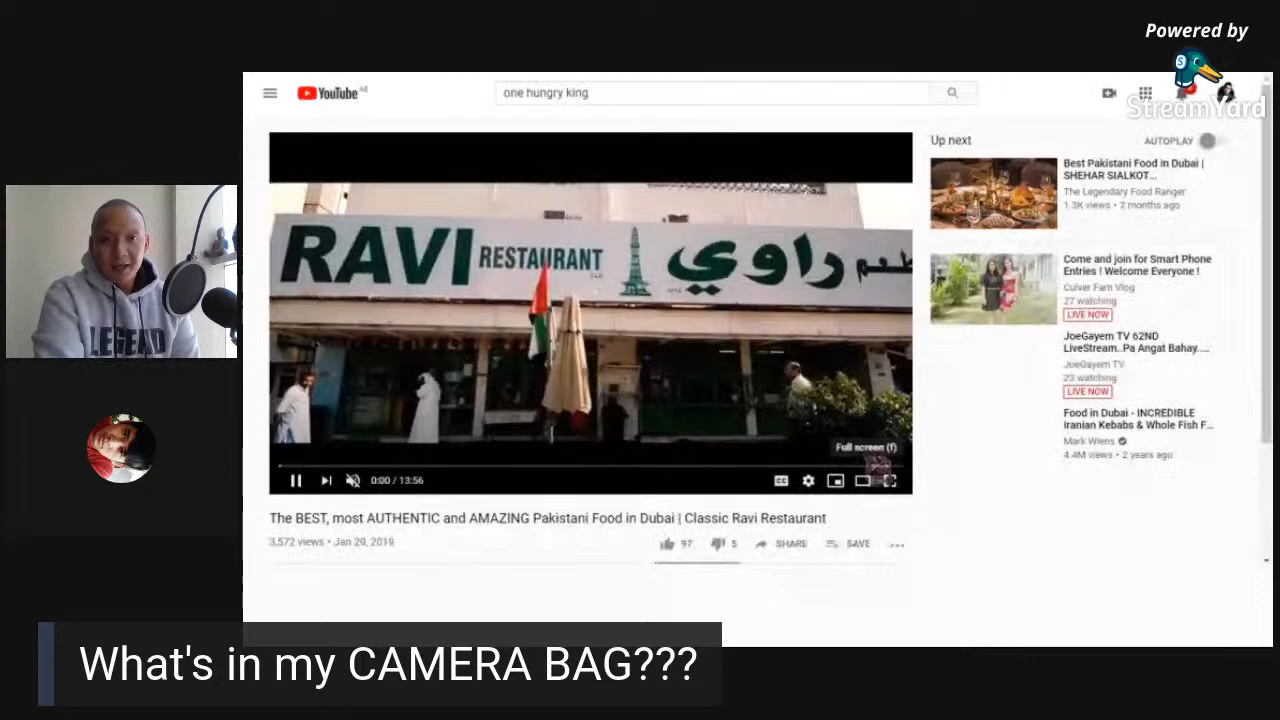 Powered by
StreamYard
YouTube AE
one hungry king
RAVI RESTAURANT راوي
LEGEND
Full screen (f)
0:00 / 13:56
CC
The BEST, most AUTHENTIC and AMAZING Pakistani Food in Dubai | Classic Ravi Restaurant
3,572 views • Jan 29, 2019
97 5 SHARE SAVE
Up next AUTOPLAY
Best Pakistani Food in Dubai |
SHEHAR SIALKOT...
The Legendary Food Ranger
1.3K views • 2 months ago
Come and join for Smart Phone
Entries ! Welcome Everyone !
Culver Farn Vlog
27 watching
LIVE NOW
JoeGayem TV 62ND
LiveStream..Pa Angat Bahay....
JoeGayem TV
23 watching
LIVE NOW
Food in Dubai - INCREDIBLE
Iranian Kebabs & Whole Fish F...
Mark Wiens
4.4M views • 2 years ago
What's in my CAMERA BAG???